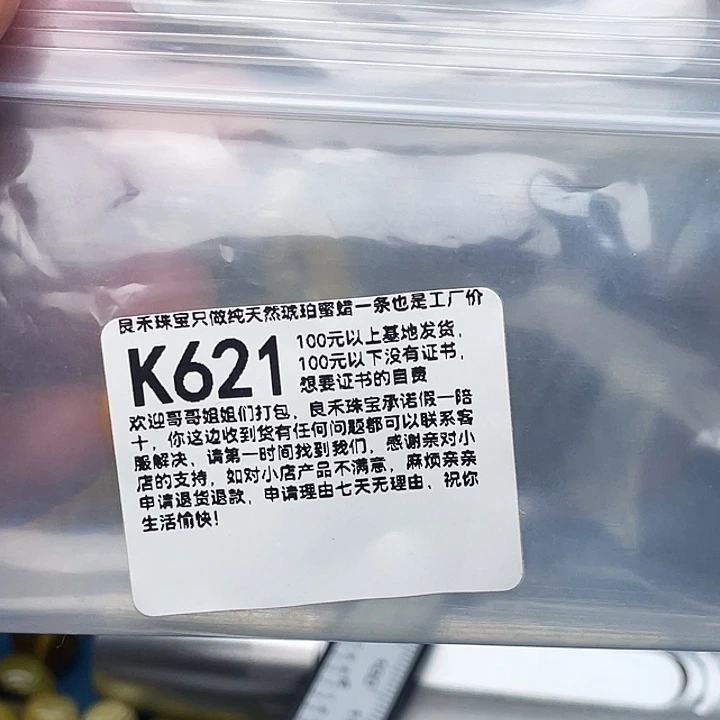 良禾珠宝只做纯天然琥珀蜜蜡一条也是工厂价
K621
100元以上基地发货，
100元以下没有证书，
想要证书的自费
欢迎哥哥姐姐们打包，良禾珠宝承诺假一陪
十，你这边收到货有任何问题都可以联系客
服解决，请第一时间找到我们，感谢亲对小
店的支持，如对小店产品不满意，麻烦亲亲
申请退货退款，申请理由七天无理由，祝你
生活愉快！